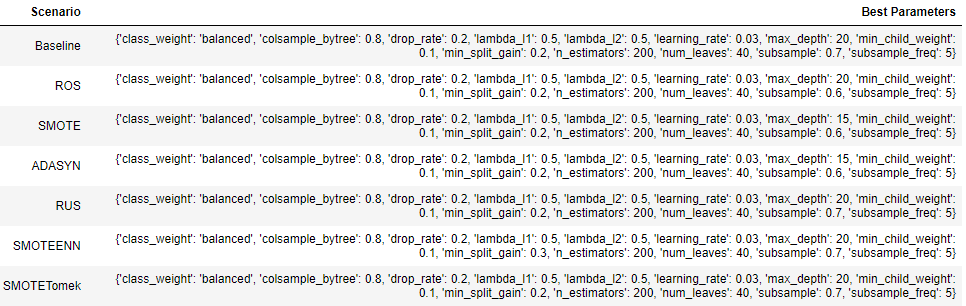 Scenario Best Parameters
Baseline {'class_weight': 'balanced', 'colsample_bytree': 0.8, 'drop_rate': 0.2, 'lambda_l1': 0.5, 'lambda_l2': 0.5, 'learning_rate': 0.03, 'max_depth': 20, 'min_child_weight':
0.1, 'min_split_gain': 0.2, 'n_estimators': 200, 'num_leaves': 40, 'subsample': 0.7, 'subsample_freq': 5}
ROS {'class_weight': 'balanced', 'colsample_bytree': 0.8, 'drop_rate': 0.2, 'lambda_l1': 0.5, 'lambda_l2': 0.5, 'learning_rate': 0.03, 'max_depth': 20, 'min_child_weight':
0.1, 'min_split_gain': 0.2, 'n_estimators': 200, 'num_leaves': 40, 'subsample': 0.6, 'subsample_freq': 5}
SMOTE {'class_weight': 'balanced', 'colsample_bytree': 0.8, 'drop_rate': 0.2, 'lambda_l1': 0.5, 'lambda_l2': 0.5, 'learning_rate': 0.03, 'max_depth': 15, 'min_child_weight':
0.1, 'min_split_gain': 0.2, 'n_estimators': 200, 'num_leaves': 40, 'subsample': 0.6, 'subsample_freq': 5}
ADASYN {'class_weight': 'balanced', 'colsample_bytree': 0.8, 'drop_rate': 0.2, 'lambda_l1': 0.5, 'lambda_l2': 0.5, 'learning_rate': 0.03, 'max_depth': 15, 'min_child_weight':
0.1, 'min_split_gain': 0.2, 'n_estimators': 200, 'num_leaves': 40, 'subsample': 0.6, 'subsample_freq': 5}
RUS {'class_weight': 'balanced', 'colsample_bytree': 0.8, 'drop_rate': 0.2, 'lambda_l1': 0.5, 'lambda_l2': 0.5, 'learning_rate': 0.03, 'max_depth': 20, 'min_child_weight':
0.1, 'min_split_gain': 0.2, 'n_estimators': 200, 'num_leaves': 40, 'subsample': 0.7, 'subsample_freq': 5}
SMOTEENN {'class_weight': 'balanced', 'colsample_bytree': 0.8, 'drop_rate': 0.2, 'lambda_l1': 0.5, 'lambda_l2': 0.5, 'learning_rate': 0.03, 'max_depth': 20, 'min_child_weight':
0.1, 'min_split_gain': 0.3, 'n_estimators': 200, 'num_leaves': 40, 'subsample': 0.7, 'subsample_freq': 5}
SMOTETomek {'class_weight': 'balanced', 'colsample_bytree': 0.8, 'drop_rate': 0.2, 'lambda_l1': 0.5, 'lambda_l2': 0.5, 'learning_rate': 0.03, 'max_depth': 20, 'min_child_weight':
0.1, 'min_split_gain': 0.2, 'n_estimators': 200, 'num_leaves': 40, 'subsample': 0.7, 'subsample_freq': 5}